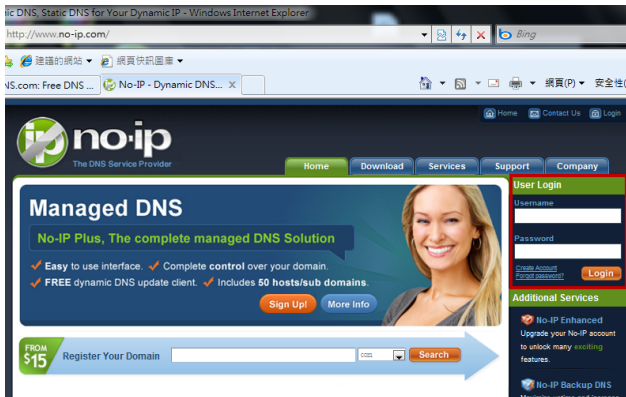 ic DNS, Static DNS for Your Dynamic IP - Windows Internet Explorer
http://www.no-ip.com/
Bing
建議的網站
網頁快訊圖庫
NS.com: Free DNS ...
No-IP - Dynamic DNS...
X
網頁(P)
安全性(
Home
Contact Us
Login
no·ip
The DNS Service Provider
Home
Download
Services
Support
Company
Managed DNS
No-IP Plus, The complete managed DNS Solution
Easy to use interface.
Complete control over your domain.
FREE dynamic DNS update client.
Includes 50 hosts/sub domains.
Sign Up!
More Info
User Login
Username
Password
Create Account
Forgot password?
Login
Additional Services
No-IP Enhanced
Upgrade your No-IP account
to unlock many exciting
features.
No-IP Backup DNS
FROM
$15
Register Your Domain
com
Search